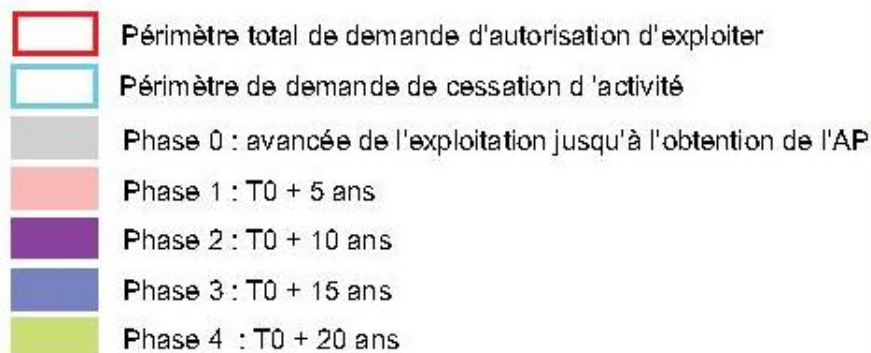 Périmètre total de demande d'autorisation d'exploiter
Périmètre de demande de cessation d 'activité
Phase 0 : avancée de l'exploitation jusqu'à l'obtention de l'AP
Phase 1 : T0 + 5 ans
Phase 2 : T0 + 10 ans
Phase 3 : T0 + 15 ans
Phase 4 : T0 + 20 ans